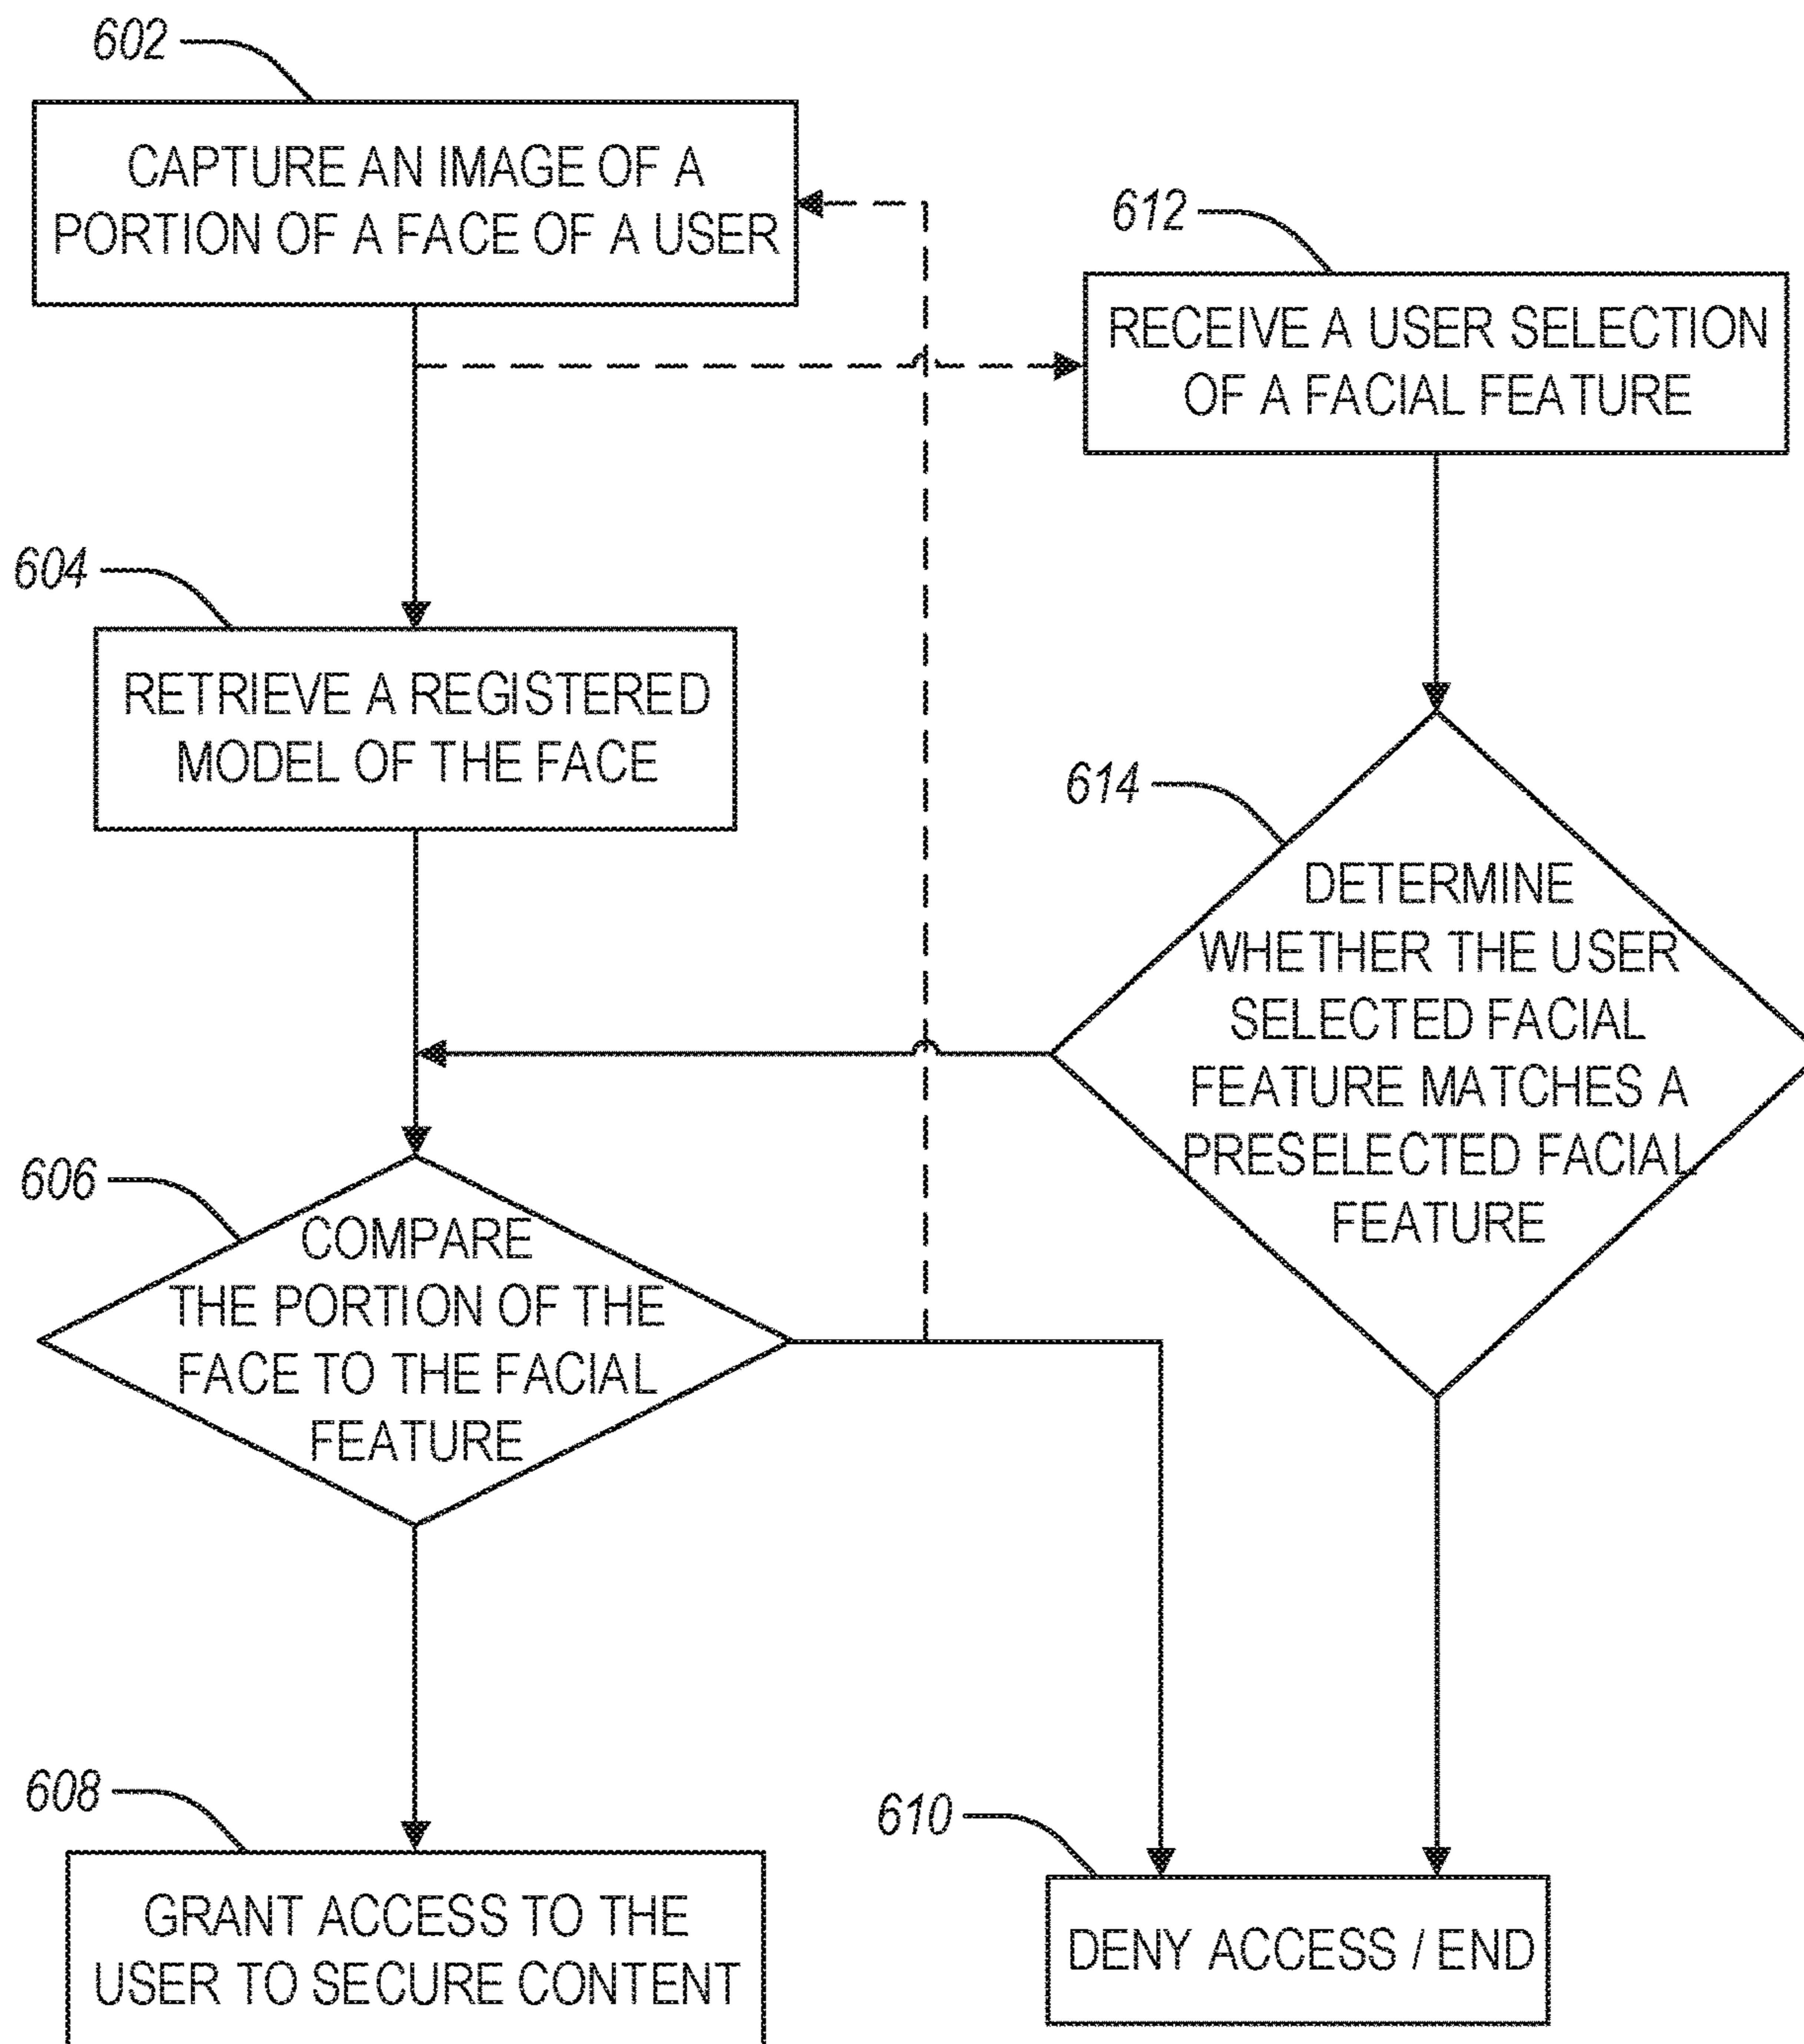 602
CAPTURE AN IMAGE OF A
PORTION OF A FACE OF A USER
612
RECEIVE A USER SELECTION
OF A FACIAL FEATURE
604
RETRIEVE A REGISTERED
MODEL OF THE FACE
614
DETERMINE
WHETHER THE USER
SELECTED FACIAL
FEATURE MATCHES A
PRESELECTED FACIAL
FEATURE
606
COMPARE
THE PORTION OF THE
FACE TO THE FACIAL
FEATURE
608
GRANT ACCESS TO THE
USER TO SECURE CONTENT
610
DENY ACCESS / END